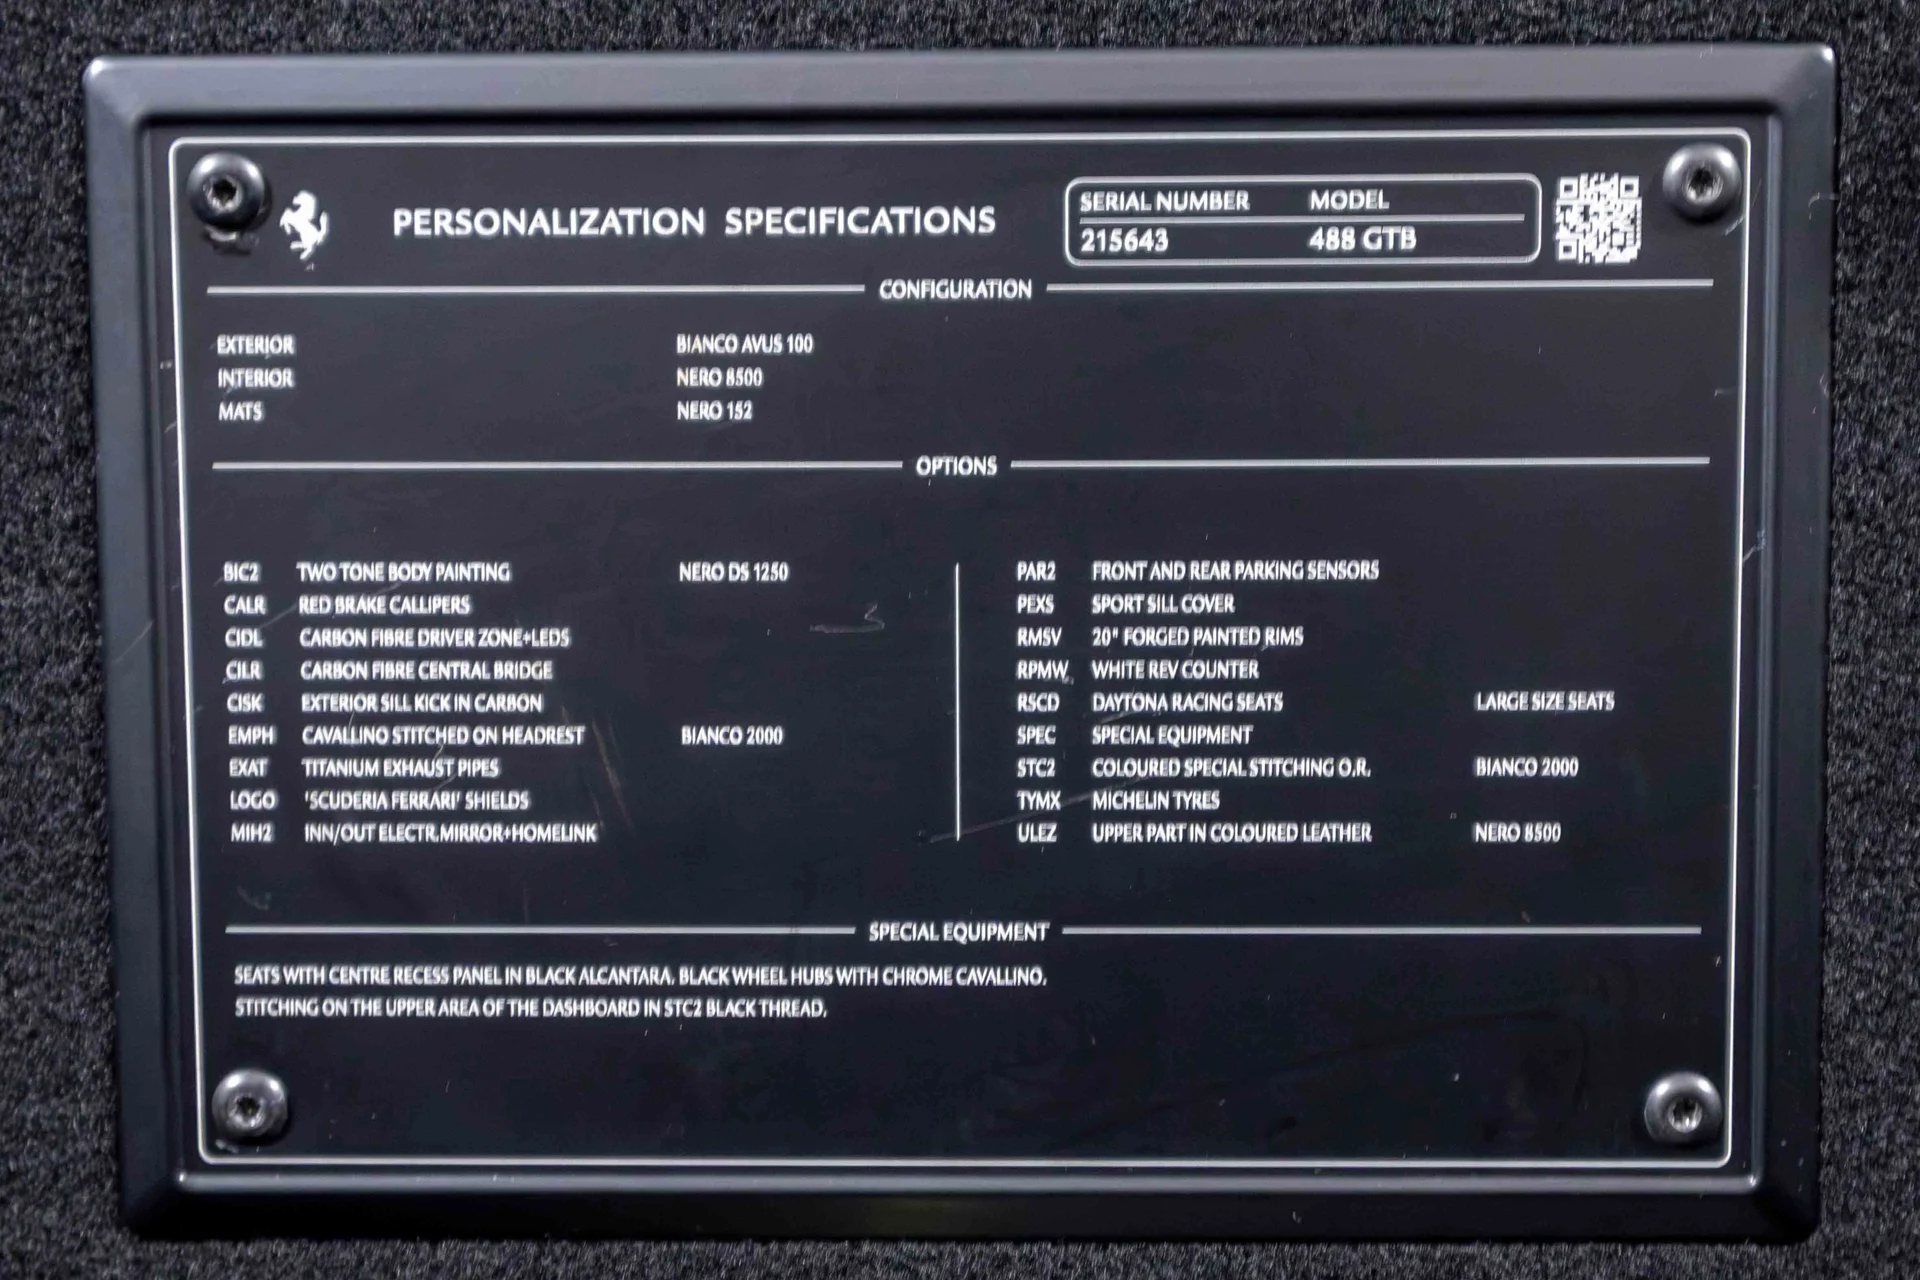 PERSONALIZATION SPECIFICATIONS
SERIAL NUMBER MODEL
215643 488 GTB
CONFIGURATION
EXTERIOR BIANCO AVUS 100
INTERIOR NERO 8500
MATS NERO 152
OPTIONS
BIC2 TWO TONE BODY PAINTING NERO DS 1250
CALR RED BRAKE CALLIPERS
CIDL CARBON FIBRE DRIVER ZONE+LEDS
CILR CARBON FIBRE CENTRAL BRIDGE
CISK EXTERIOR SILL KICK IN CARBON
EMPH CAVALLINO STITCHED ON HEADREST BIANCO 2000
EXAT TITANIUM EXHAUST PIPES
LOGO 'SCUDERIA FERRARI' SHIELDS
MIH2 INN/OUT ELECTR.MIRROR+HOMELINK
PAR2 FRONT AND REAR PARKING SENSORS
PEXS SPORT SILL COVER
RMSV 20" FORGED PAINTED RIMS
RPMW WHITE REV COUNTER
RSCD DAYTONA RACING SEATS LARGE SIZE SEATS
SPEC SPECIAL EQUIPMENT
STC2 COLOURED SPECIAL STITCHING O.R. BIANCO 2000
TYMX MICHELIN TYRES
ULEZ UPPER PART IN COLOURED LEATHER NERO 8500
SPECIAL EQUIPMENT
SEATS WITH CENTRE RECESS PANEL IN BLACK ALCANTARA. BLACK WHEEL HUBS WITH CHROME CAVALLINO.
STITCHING ON THE UPPER AREA OF THE DASHBOARD IN STC2 BLACK THREAD.